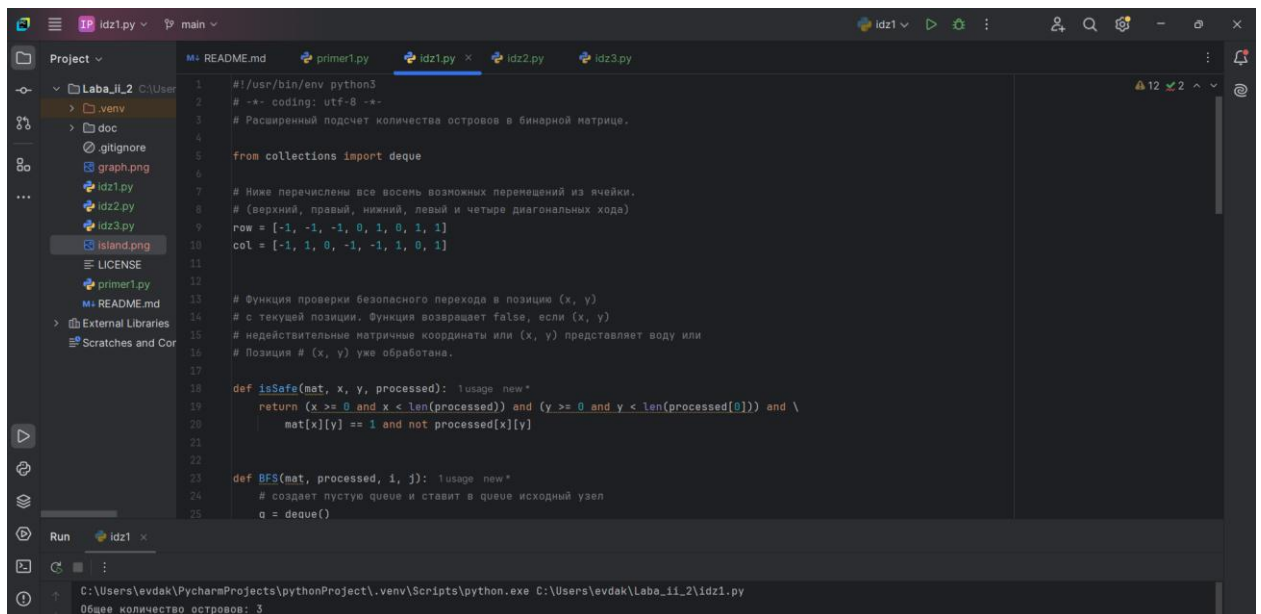 IP idz1.py main idz1
Project
README.md primer1.py idz1.py idz2.py idz3.py
Laba_ii_2 C:\User
.venv
doc
.gitignore
graph.png
idz1.py
idz2.py
idz3.py
island.png
LICENSE
primer1.py
README.md
External Libraries
Scratches and Cor
12 2
1 #!/usr/bin/env python3
2 # -*- coding: utf-8 -*-
3 # Расширенный подсчет количества островов в бинарной матрице.
4
5 from collections import deque
6
7 # Ниже перечислены все восемь возможных перемещений из ячейки.
8 # (верхний, правый, нижний, левый и четыре диагональных хода)
9 row = [-1, -1, -1, 0, 1, 0, 1, 1]
10 col = [-1, 1, 0, -1, -1, 1, 0, 1]
11
12
13 # Функция проверки безопасного перехода в позицию (x, y)
14 # с текущей позиции. Функция возвращает false, если (x, y)
15 # недействительные матричные координаты или (x, y) представляет воду или
16 # Позиция # (x, y) уже обработана.
17
18 def isSafe(mat, x, y, processed): 1 usage new *
19 return (x >= 0 and x < len(processed)) and (y >= 0 and y < len(processed[0])) and \
20 mat[x][y] == 1 and not processed[x][y]
21
22
23 def BFS(mat, processed, i, j): 1 usage new *
24 # создает пустую queue и ставит в queue исходный узел
25 q = deque()
Run idz1
C:\Users\evdak\PycharmProjects\pythonProject\.venv\Scripts\python.exe C:\Users\evdak\Laba_ii_2\idz1.py
Общее количество островов: 3